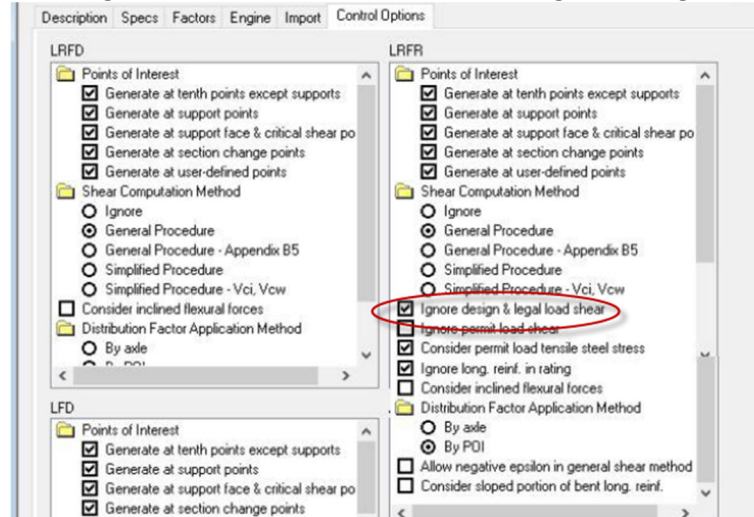 Description Specs Factors Engine Import Control Options
LRFD
Points of Interest
Generate at tenth points except supports
Generate at support points
Generate at support face & critical shear po
Generate at section change points
Generate at user-defined points
Shear Computation Method
Ignore
General Procedure
General Procedure - Appendix B5
Simplified Procedure
Simplified Procedure - Vci, Vcw
Consider inclined flexural forces
Distribution Factor Application Method
By axle
LFD
Points of Interest
Generate at tenth points except supports
Generate at support points
Generate at support face & critical shear po
Generate at section change points
LRFR
Points of Interest
Generate at tenth points except supports
Generate at support points
Generate at support face & critical shear po
Generate at section change points
Generate at user-defined points
Shear Computation Method
Ignore
General Procedure
General Procedure - Appendix B5
Simplified Procedure
Simplified Procedure - Vci, Vcw
Ignore design & legal load shear
Ignore permit load shear
Consider permit load tensile steel stress
Ignore long. reinf. in rating
Consider inclined flexural forces
Distribution Factor Application Method
By axle
By POI
Allow negative epsilon in general shear method
Consider sloped portion of bent long. reinf.